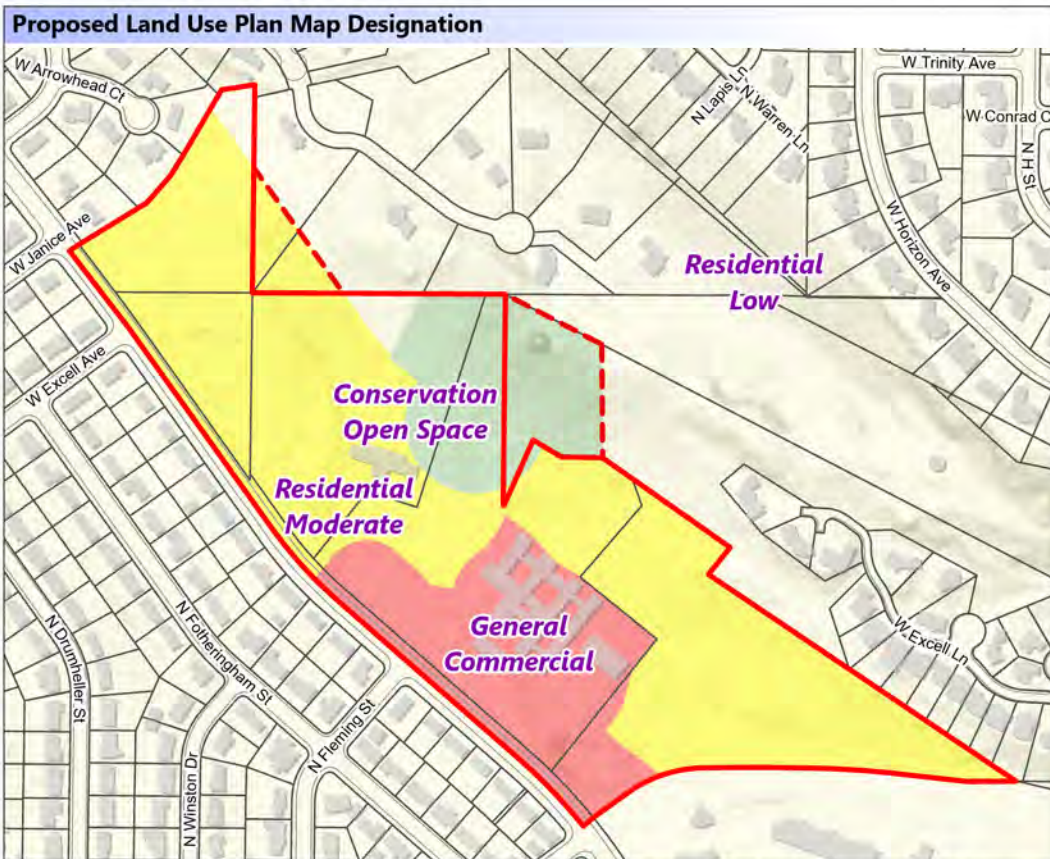 Proposed Land Use Plan Map Designation
W Arrowhead Ct
N Lapis Ln
N Warren Ln
W Trinity Ave
W Conrad C
N H St
W Janice Ave
W Horizon Ave
Residential
Low
W Excell Ave
Conservation
Open Space
Residential
Moderate
N Drumheller St
N Fotheringham St
General
Commercial
W Excell Ln
N Fleming St
N Winston Dr